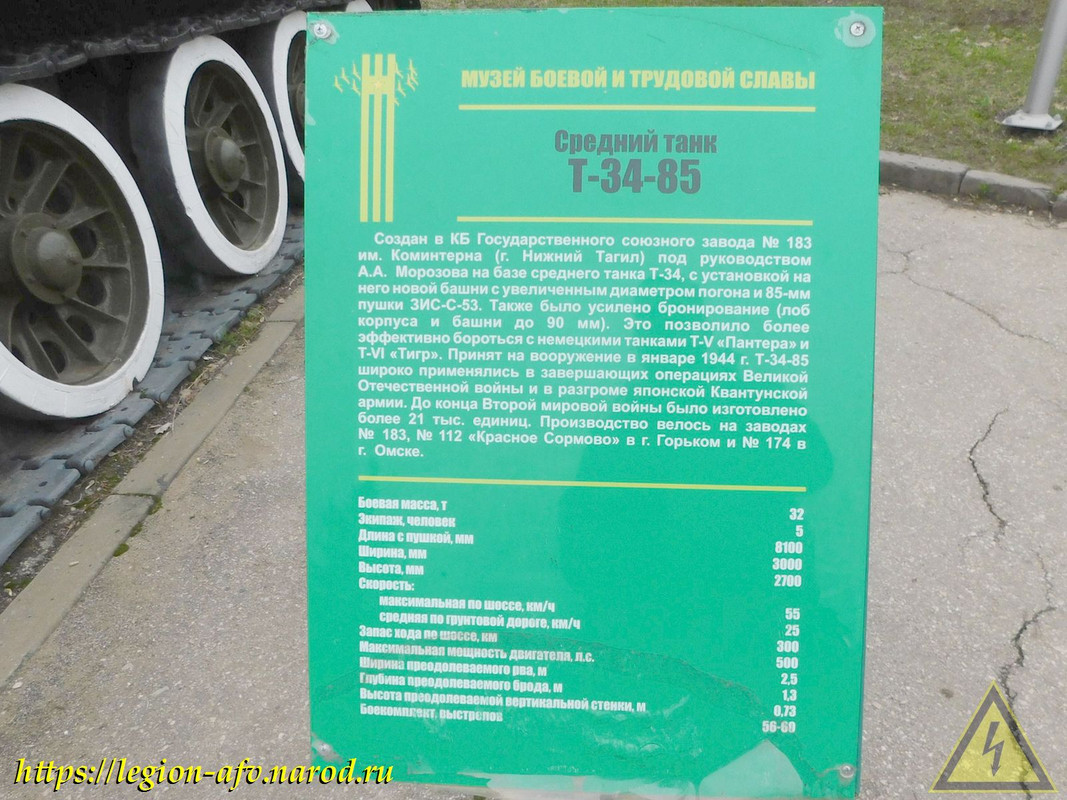 МУЗЕЙ БОЕВОЙ И ТРУДОВОЙ СЛАВЫ
Средний танк
Т-34-85
Создан в КБ Государственного союзного завода № 183
им. Коминтерна (г. Нижний Тагил) под руководством
А.А. Морозова на базе среднего танка Т-34, с установкой на
него новой башни с увеличенным диаметром погона и 85-мм
пушки ЗИС-С-53. Также было усилено бронирование (лоб
корпуса и башни до 90 мм). Это позволило более
эффективно бороться с немецкими танками Т-V «Пантера» и
Т-VI «Тигр». Принят на вооружение в январе 1944 г. Т-34-85
широко применялись в завершающих операциях Великой
Отечественной войны и в разгроме японской Квантунской
армии. До конца Второй мировой войны было изготовлено
более 21 тыс. единиц. Производство велось на заводах
№ 183, № 112 «Красное Сормово» в г. Горьком и № 174 в
г. Омске.
Боевая масса, т 32
Экипаж, человек 5
Длина с пушкой, мм 8100
Ширина, мм 3000
Высота, мм 2700
Скорость:
максимальная по шоссе, км/ч 55
средняя по грунтовой дороге, км/ч 25
Запас хода по шоссе, км 300
Максимальная мощность двигателя, л.с. 500
Ширина преодолеваемого рва, м 2,5
Глубина преодолеваемого брода, м 1,3
Высота преодолеваемой вертикальной стенки, м 0,73
Боекомплект, выстрелов 56-60
https://legion-afv.narod.ru